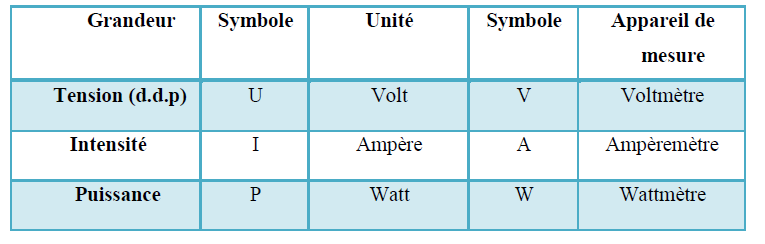 Grandeur Symbole Unité Symbole Appareil de
mesure
Tension (d.d.p) U Volt V Voltmètre
Intensité I Ampère A Ampèremètre
Puissance P Watt W Wattmètre